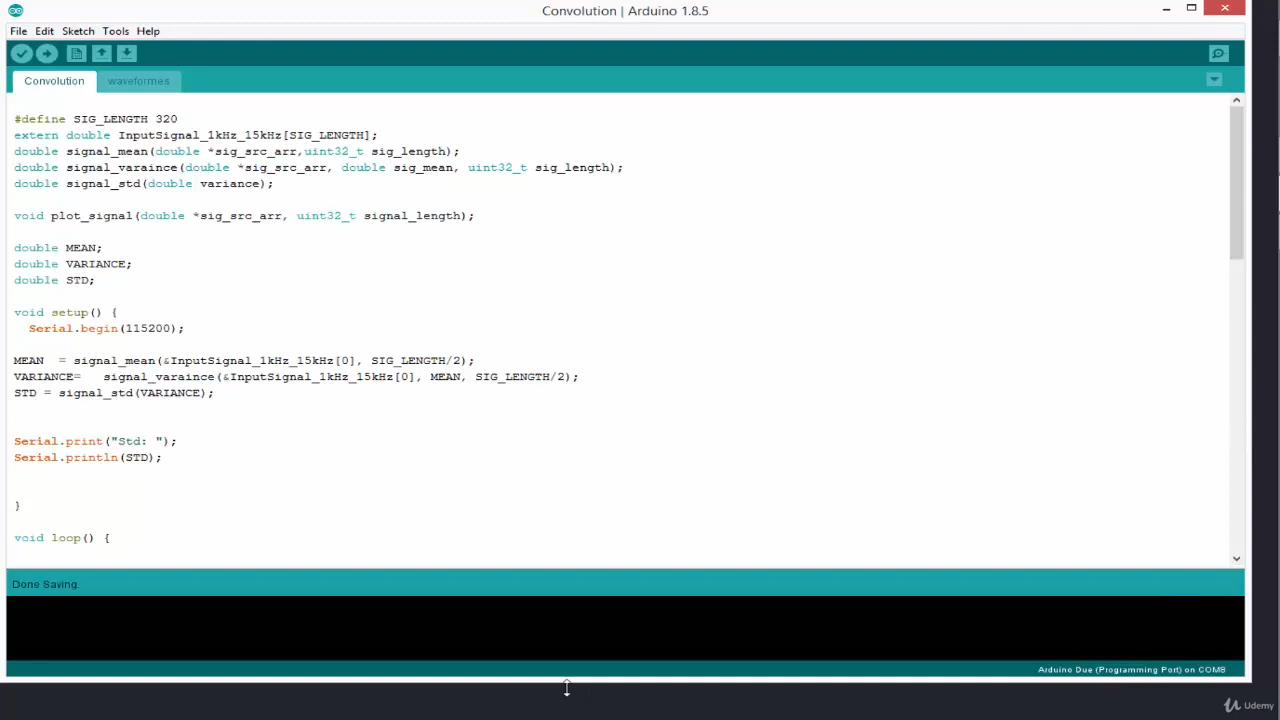 Convolution | Arduino 1.8.5
File Edit Sketch Tools Help
Convolution waveformes
#define SIG_LENGTH 320
extern double InputSignal_1kHz_15kHz[SIG_LENGTH];
double signal_mean(double *sig_src_arr,uint32_t sig_length);
double signal_varaince(double *sig_src_arr, double sig_mean, uint32_t sig_length);
double signal_std(double variance);
void plot_signal(double *sig_src_arr, uint32_t signal_length);
double MEAN;
double VARIANCE;
double STD;
void setup() {
Serial.begin(115200);
MEAN  = signal_mean(&InputSignal_1kHz_15kHz[0], SIG_LENGTH/2);
VARIANCE=   signal_varaince(&InputSignal_1kHz_15kHz[0], MEAN, SIG_LENGTH/2);
STD = signal_std(VARIANCE);
Serial.print("Std: ");
Serial.println(STD);
}
void loop() {
Done Saving.
Arduino Due (Programming Port) on COM8
Udemy